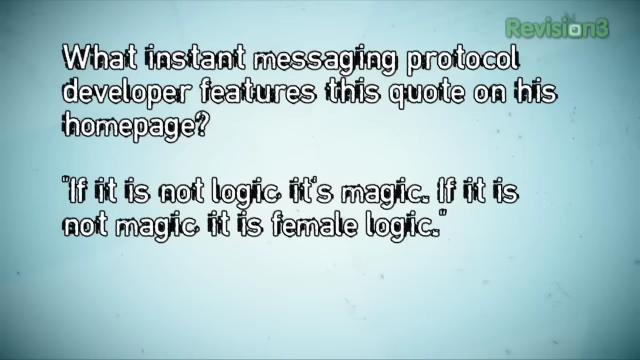 Revision3
What instant messaging protocol
developer features this quote on his
homepage?
"If it is not logic, it's magic. If it is
not magic, it is female logic."